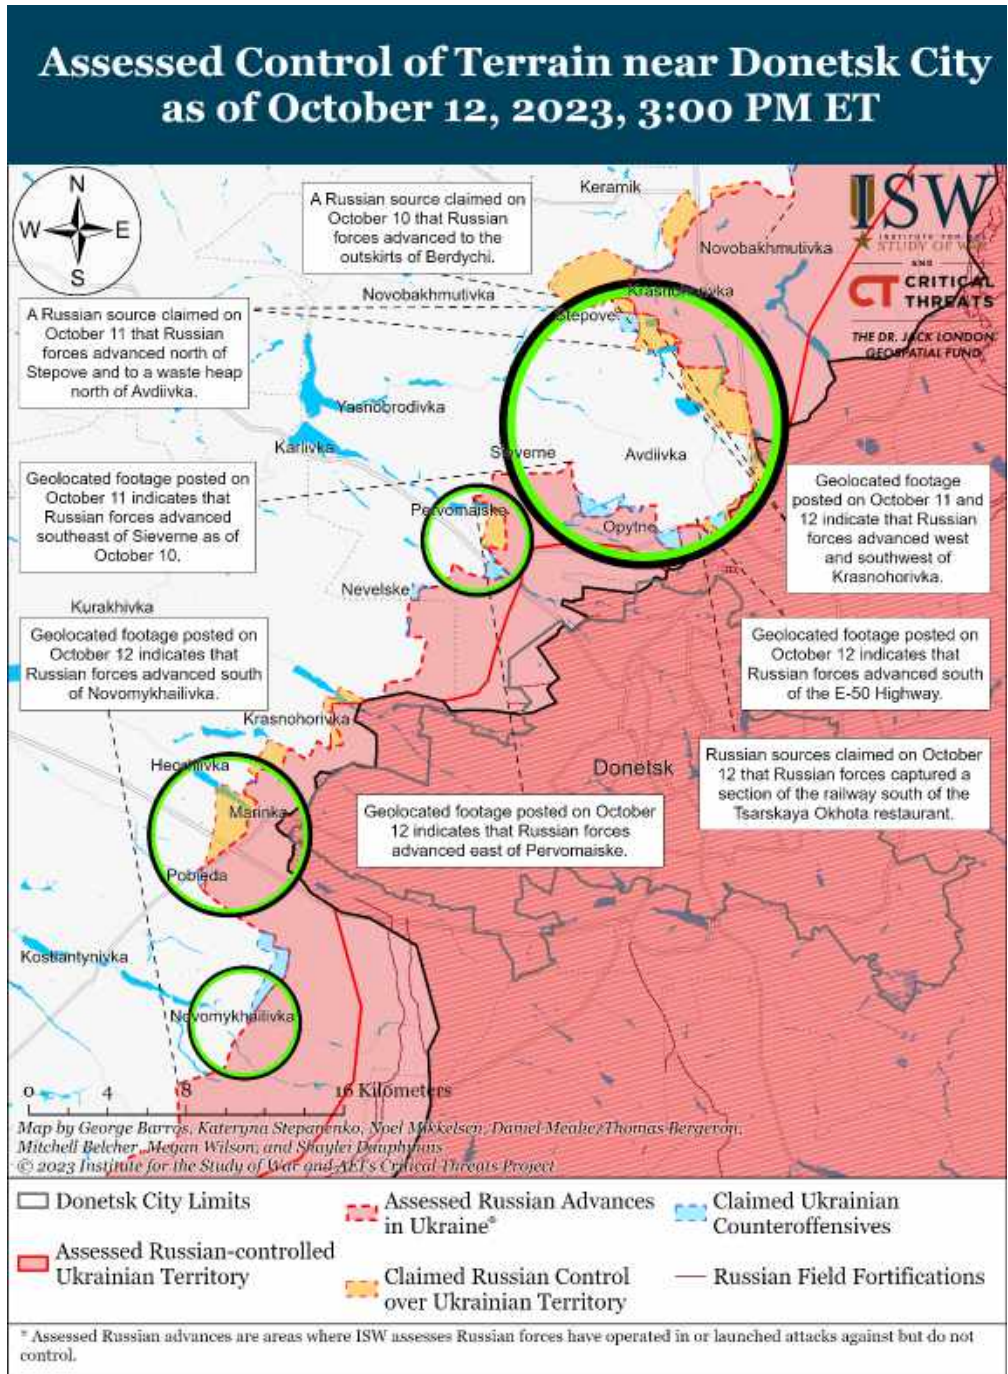 Assessed Control of Terrain near Donetsk City
as of October 12, 2023, 3:00 PM ET
N
W
E
S
A Russian source claimed on
October 10 that Russian
forces advanced to the
outskirts of Berdychi.
Keramik
ISW
INSTITUTE FOR THE
STUDY OF WAR
AND
CT CRITICAL
THREATS
THE DR. JACK LONDON
GEOSPATIAL FUND
Novobakhmutivka
Novobakhmutivka
Krasnohorivka
Stepove
A Russian source claimed on
October 11 that Russian
forces advanced north of
Stepove and to a waste heap
north of Avdiivka.
Yasnobrodivka
Karlivka
Sieverne
Avdiivka
Geolocated footage posted on
October 11 indicates that
Russian forces advanced
southeast of Sieverne as of
October 10.
Geolocated footage
posted on October 11 and
12 indicate that Russian
forces advanced west
and southwest of
Krasnohorivka.
Pervomaiske
Opytne
Nevelske
Kurakhivka
Geolocated footage posted on
October 12 indicates that
Russian forces advanced south
of Novomykhailivka.
Geolocated footage posted on
October 12 indicates that
Russian forces advanced south
of the E-50 Highway.
Krasnohorivka
Heorhiivka
Donetsk
Russian sources claimed on October
12 that Russian forces captured a
section of the railway south of the
Tsarskaya Okhota restaurant.
Marinka
Geolocated footage posted on October
12 indicates that Russian forces
advanced east of Pervomaiske.
Pobieda
Kostiantynivka
Novomykhailivka
0 4 8 16 Kilometers
Map by George Barros, Kateryna Stepanenko, Noel Mikkelsen, Daniel Mealie, Thomas Bergeron,
Mitchell Belcher, Megan Wilson, and Shaylei Dauphinais
© 2023 Institute for the Study of War and AEI's Critical Threats Project
Donetsk City Limits
Assessed Russian-controlled
Ukrainian Territory
Assessed Russian Advances
in Ukraine*
Claimed Russian Control
over Ukrainian Territory
Claimed Ukrainian
Counteroffensives
Russian Field Fortifications
* Assessed Russian advances are areas where ISW assesses Russian forces have operated in or launched attacks against but do not
control.